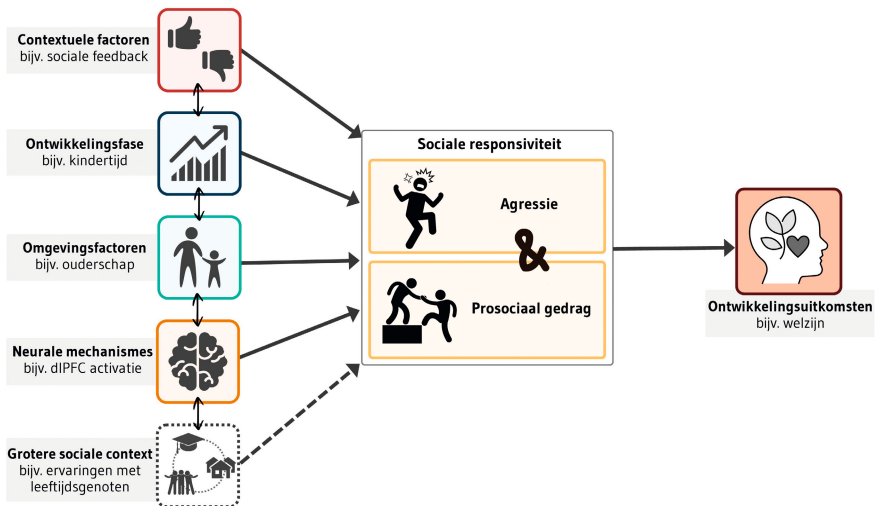 Contextuele factoren
bijv. sociale feedback
Ontwikkelingsfase
bijv. kindertijd
Omgevingsfactoren
bijv. ouderschap
Neurale mechanismes
bijv. dlPFC activatie
Grotere sociale context
bijv. ervaringen met
leeftijdsgenoten
Sociale responsiviteit
Agressie
&
Prosociaal gedrag
Ontwikkelingsuitkomsten
bijv. welzijn